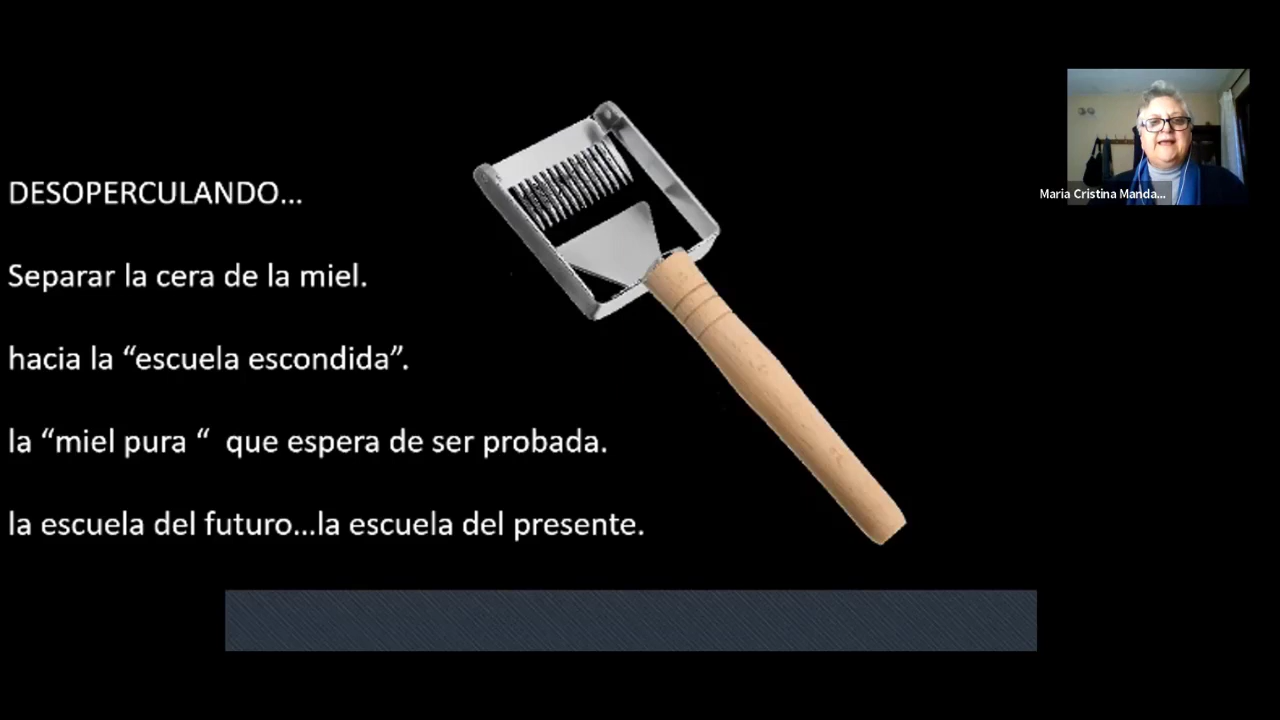 DESOPERCULANDO...
Separar la cera de la miel.
hacia la “escuela escondida”.
la “miel pura “ que espera de ser probada.
la escuela del futuro...la escuela del presente.
Maria Cristina Manda...